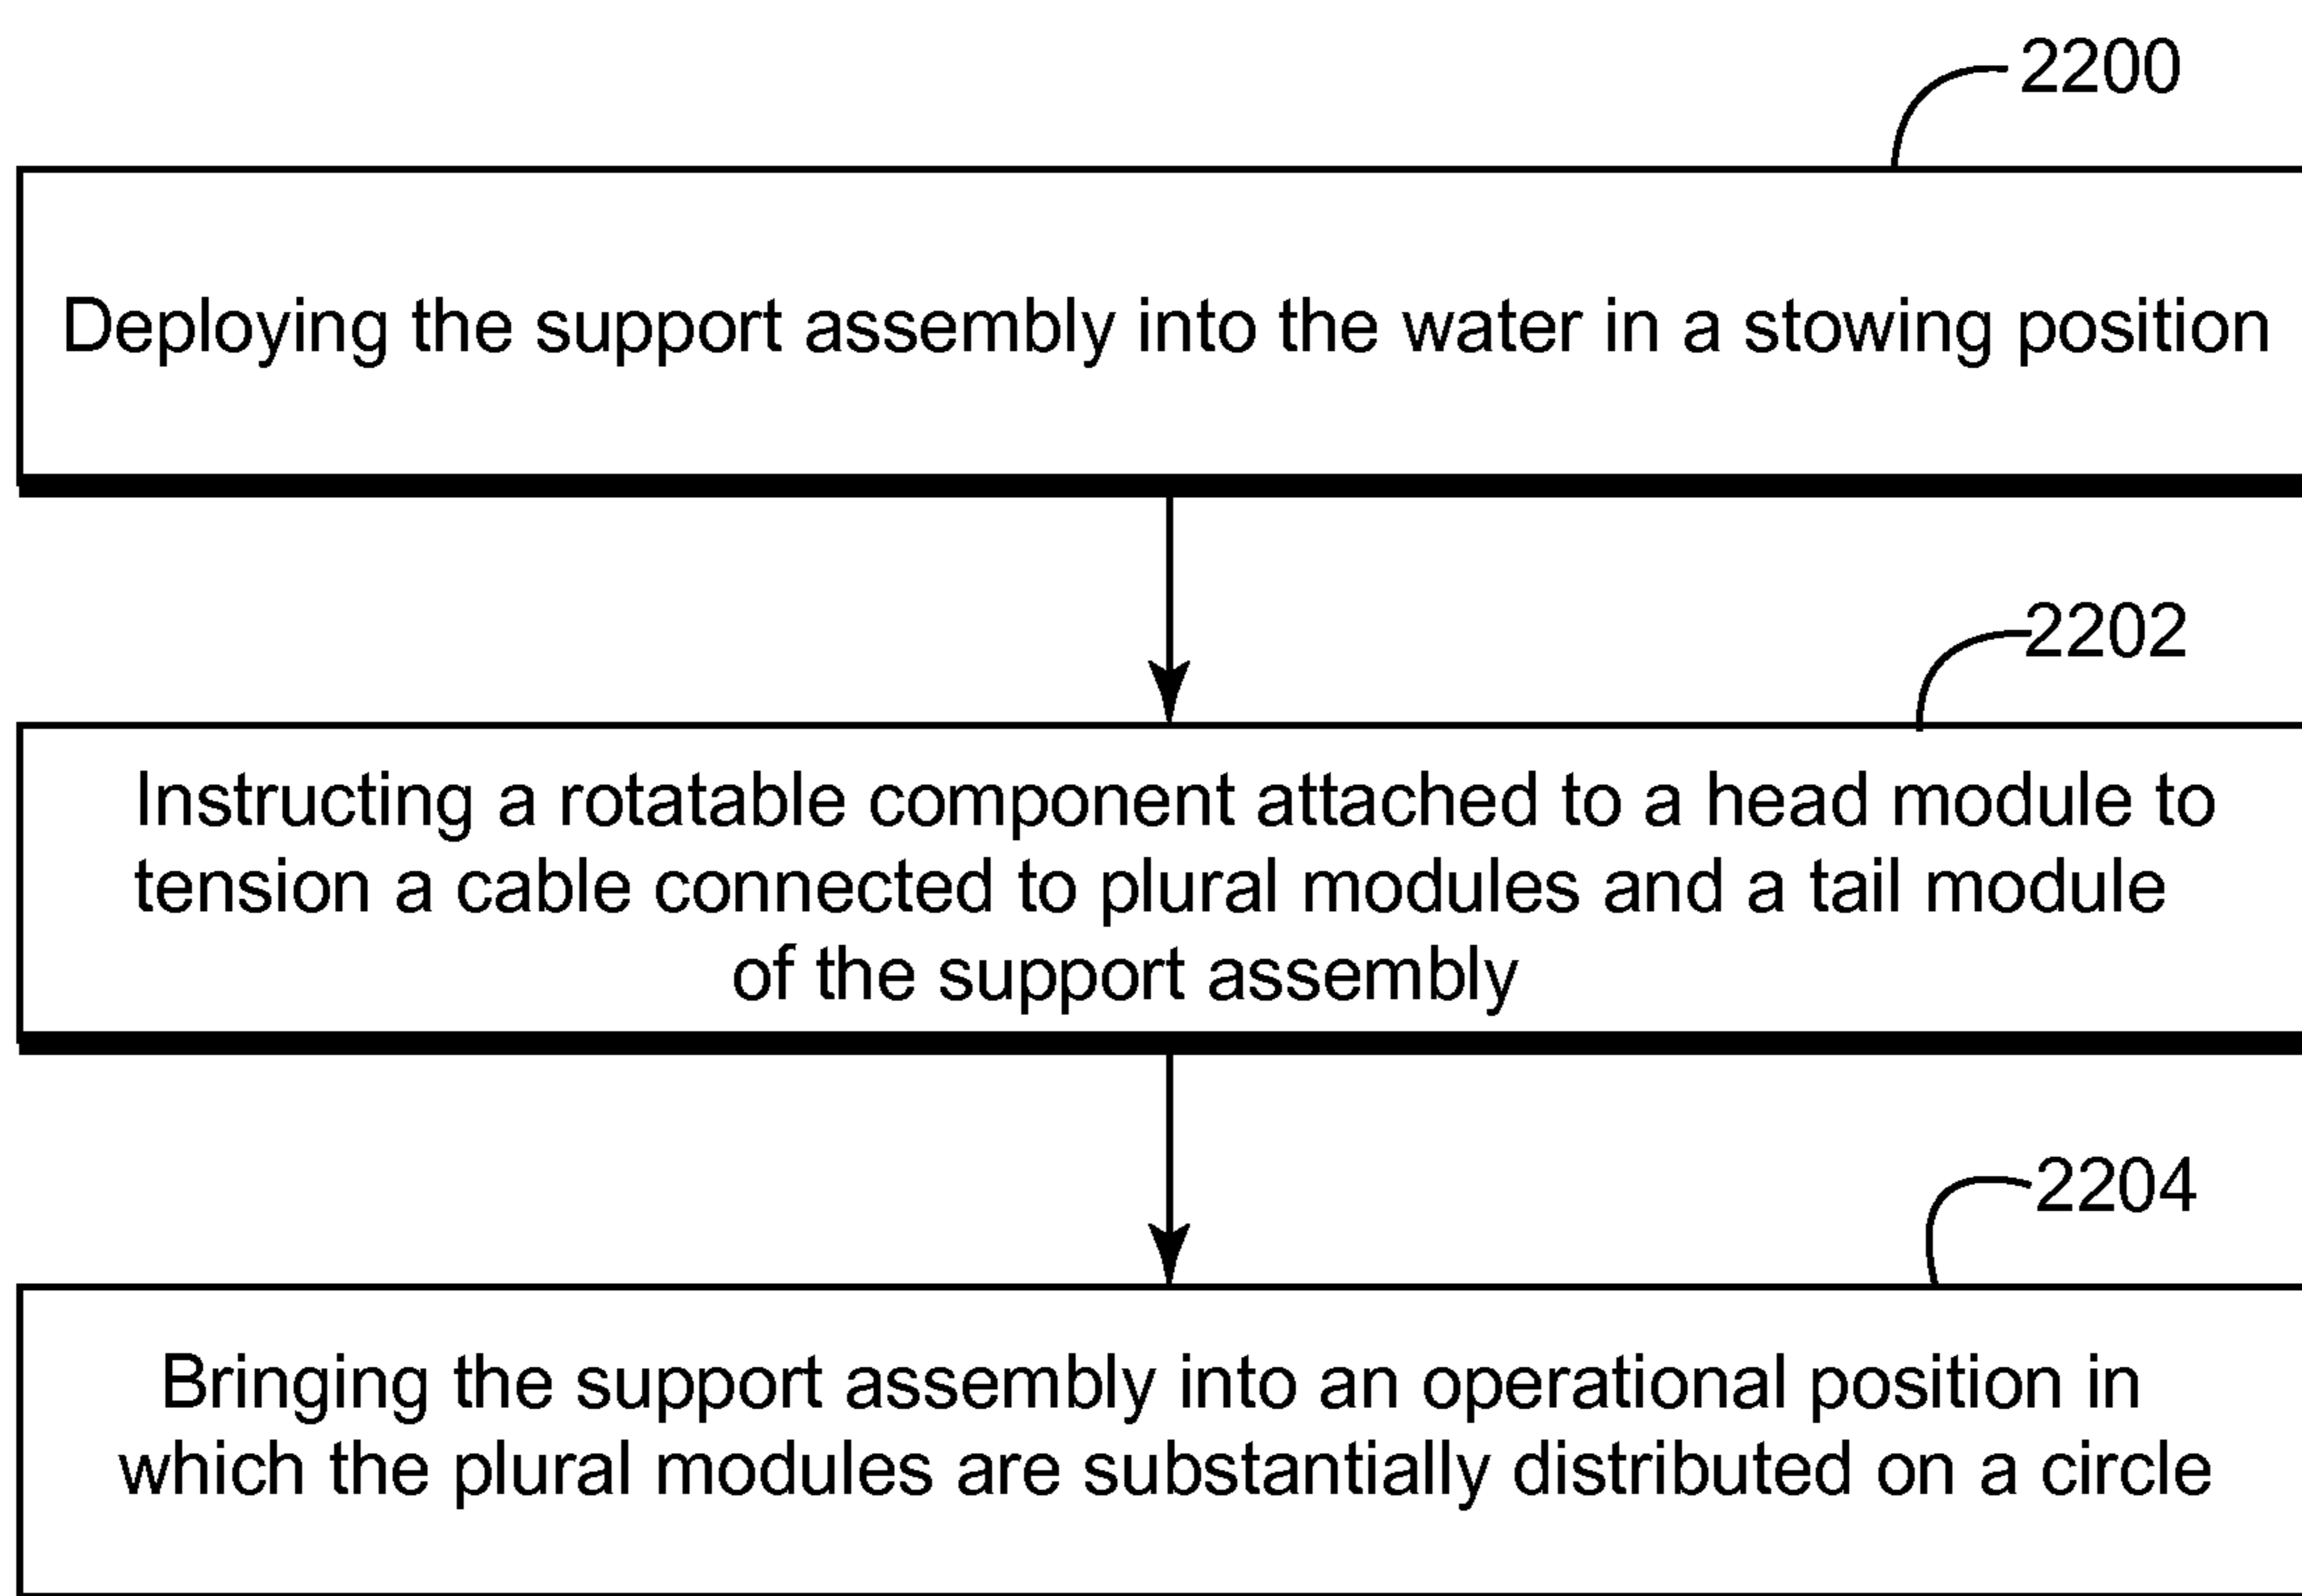 2200
Deploying the support assembly into the water in a stowing position
2202
Instructing a rotatable component attached to a head module to
tension a cable connected to plural modules and a tail module
of the support assembly
2204
Bringing the support assembly into an operational position in
which the plural modules are substantially distributed on a circle